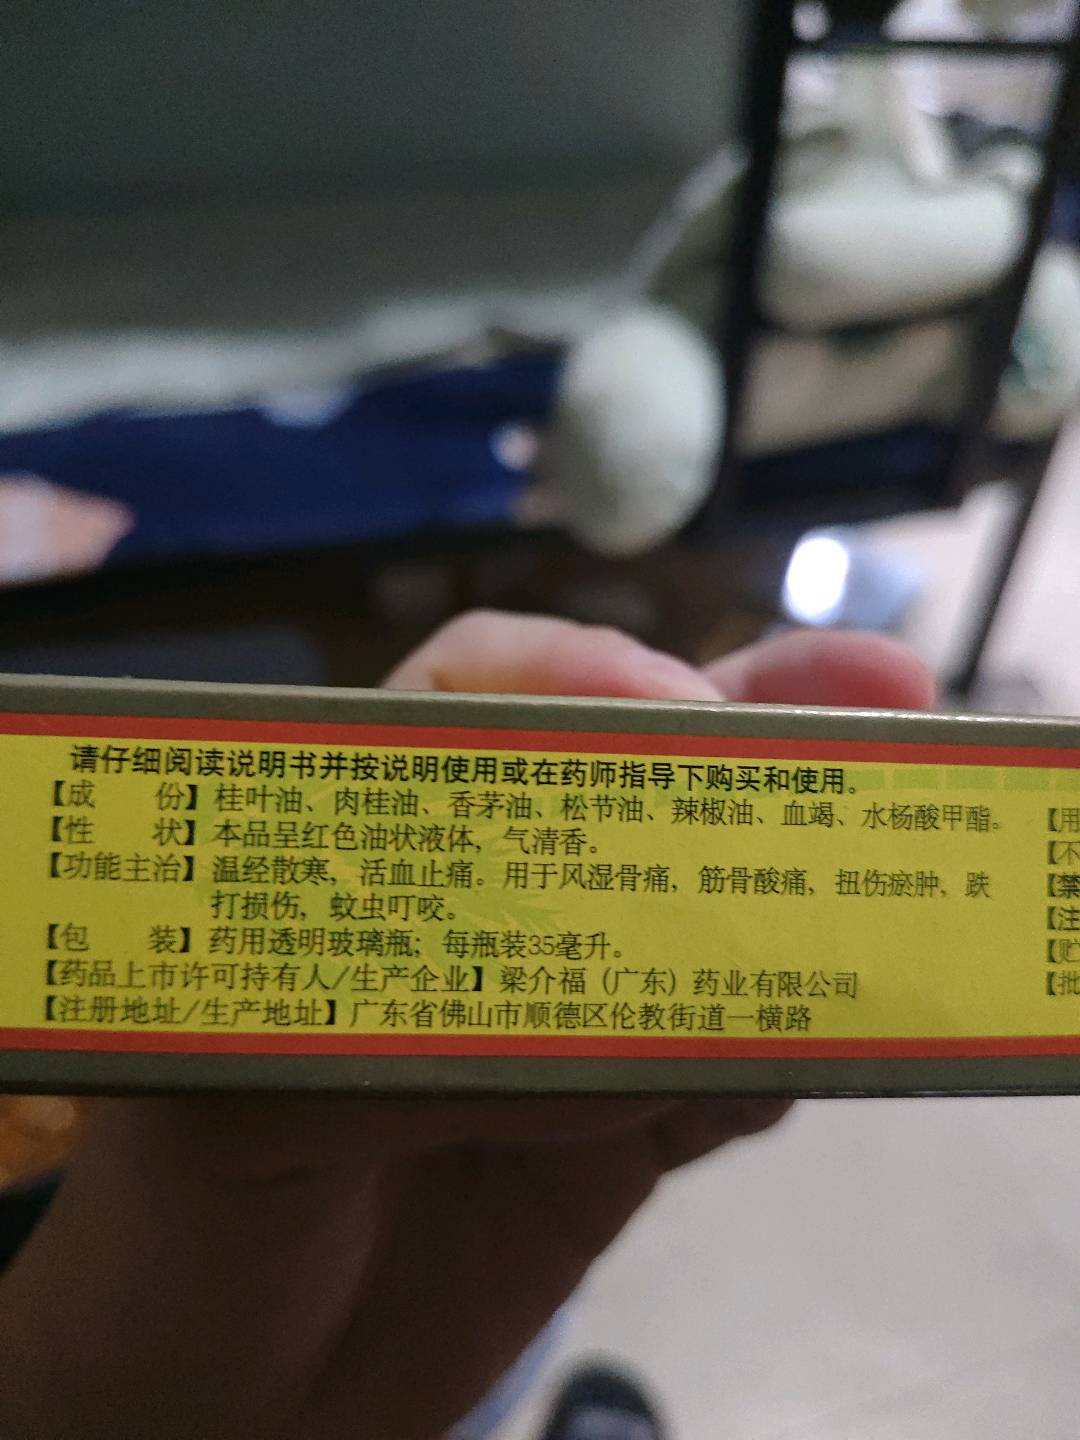 请仔细阅读说明书并按说明使用或在药师指导下购买和使用。
【成 份】桂叶油、肉桂油、香茅油、松节油、辣椒油、血竭、水杨酸甲酯。
【用
【性 状】本品呈红色油状液体，气清香。
【不
【功能主治】温经散寒，活血止痛。用于风湿骨痛，筋骨酸痛，扭伤瘀肿，跌
【禁
打损伤，蚊虫叮咬。
【注
【包 装】药用透明玻璃瓶；每瓶装35毫升。
【贮
【药品上市许可持有人/生产企业】梁介福（广东）药业有限公司
【批
【注册地址/生产地址】广东省佛山市顺德区伦教街道一横路